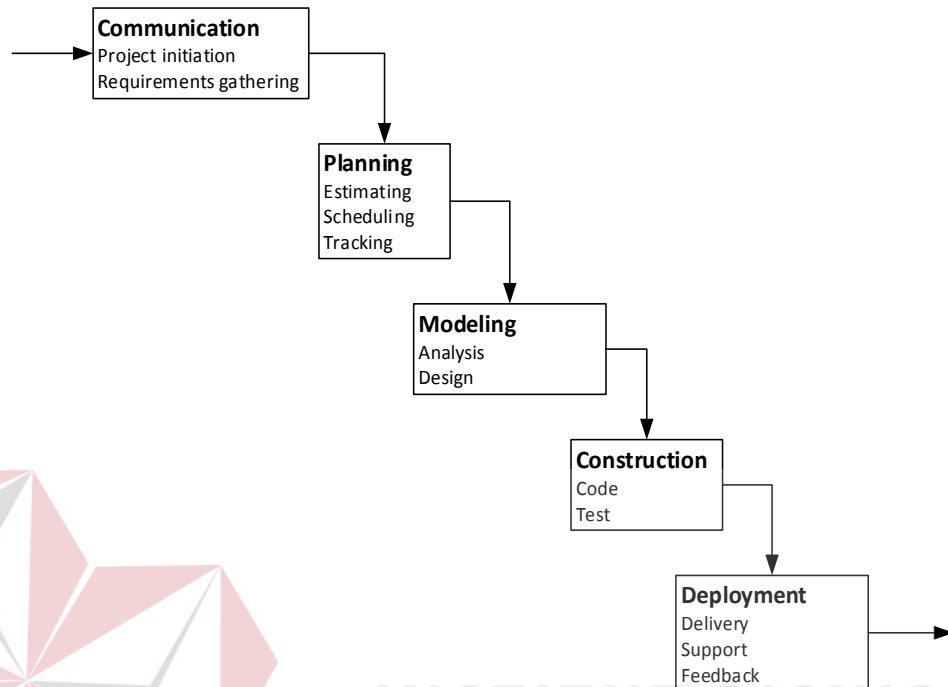 Communication
Project initiation
Requirements gathering
Planning
Estimating
Scheduling
Tracking
Modeling
Analysis
Design
Construction
Code
Test
Deployment
Delivery
Support
Feedback